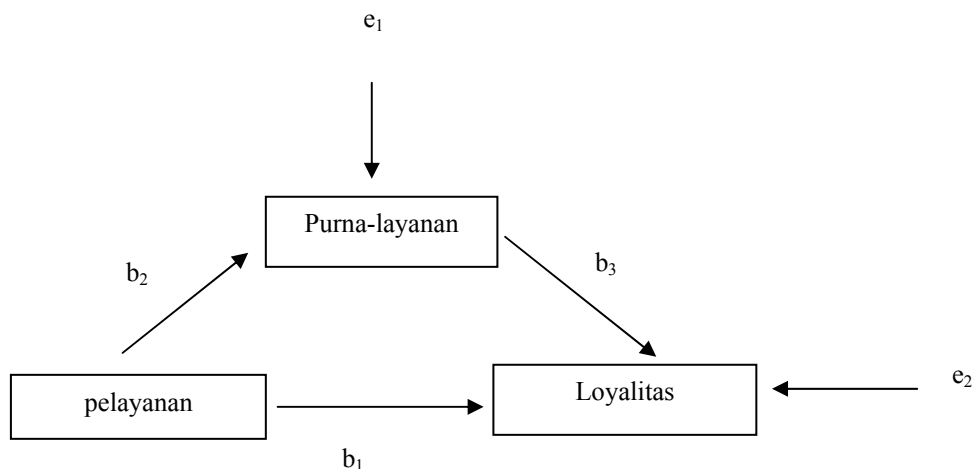 e₁
Purna-layanan
b₂
b₃
pelayanan
Loyalitas
e₂
b₁